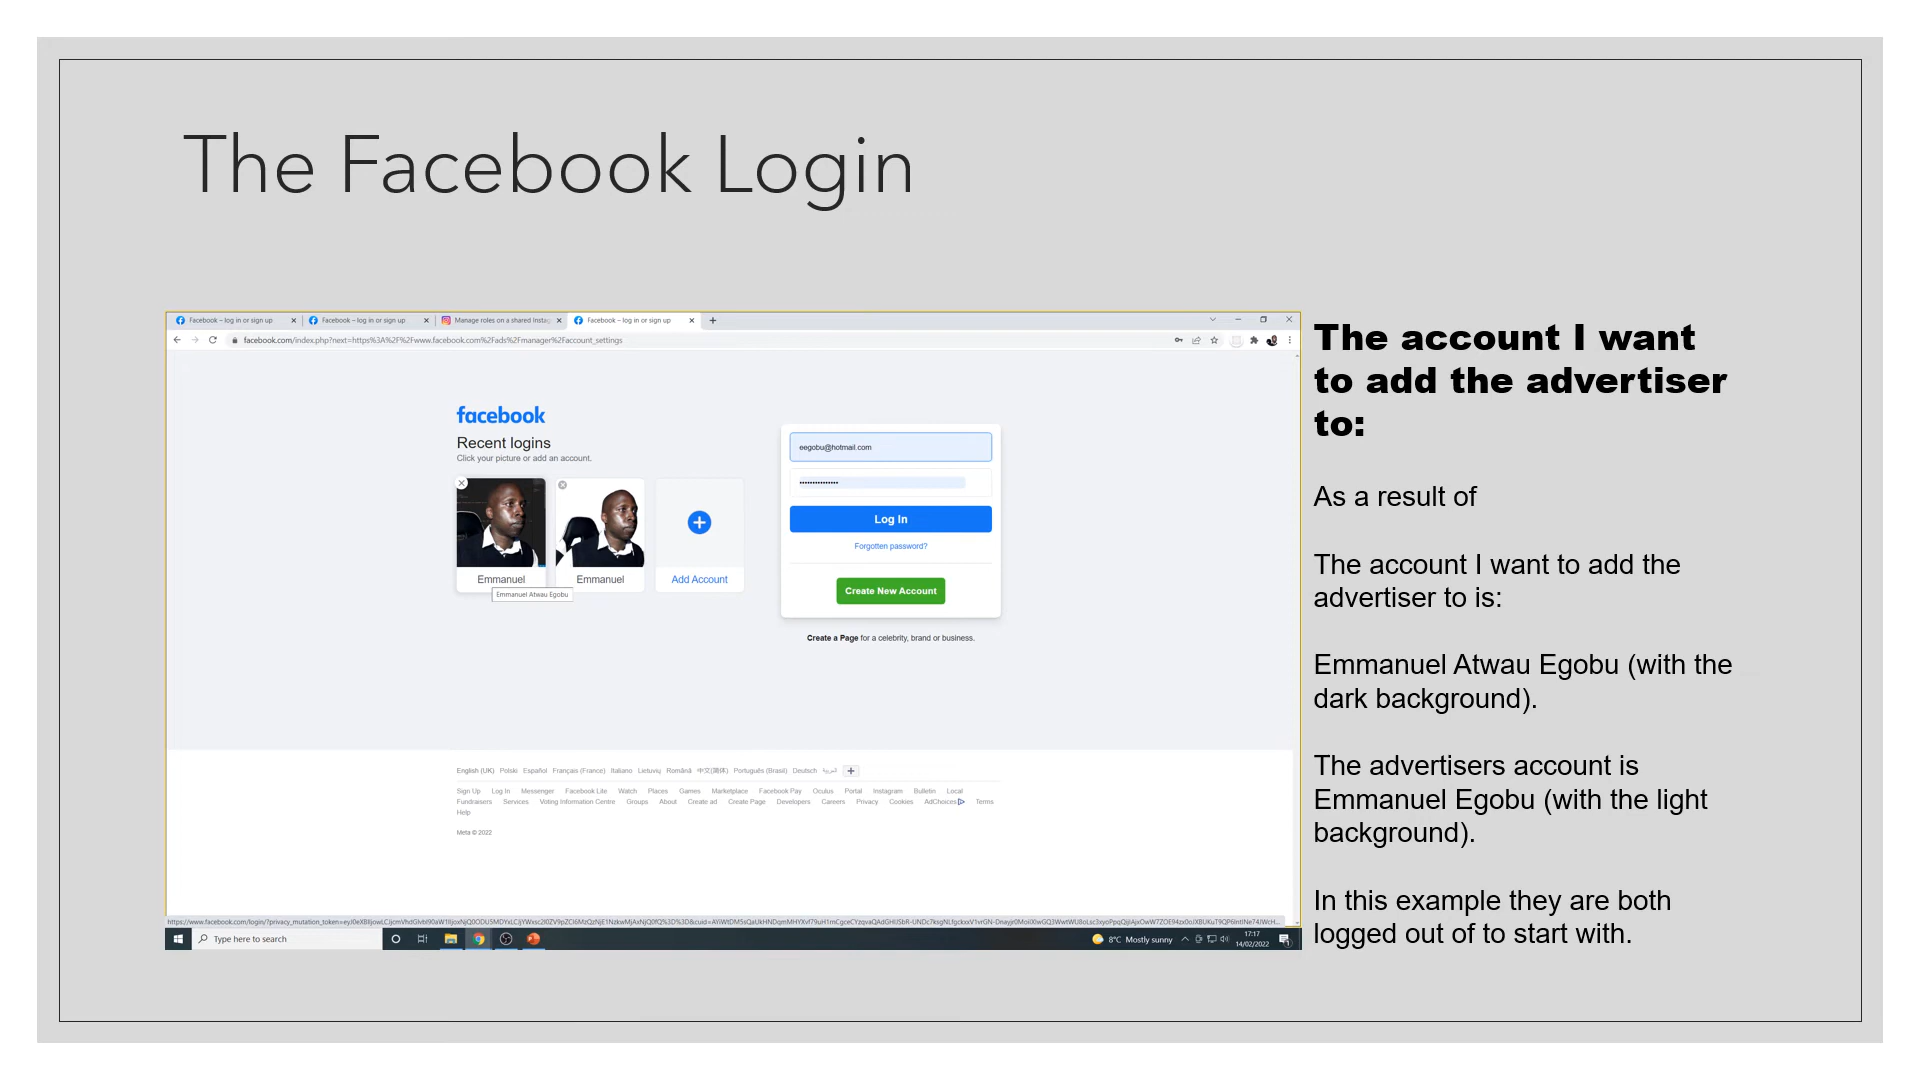 The Facebook Login
Facebook – log in or sign up
Facebook – log in or sign up
Manage roles on a shared Insta
Facebook – log in or sign up
facebook.com/index.php?next=https%3A%2F%2Fwww.facebook.com%2Fads%2Fmanager%2Faccount_settings
facebook
Recent logins
Click your picture or add an account.
Emmanuel
Emmanuel
Add Account
Emmanuel Atwau Egobu
eegobu@hotmail.com
Log In
Forgotten password?
Create New Account
Create a Page for a celebrity, brand or business.
English (UK) Polski Español Français (France) Italiano Lietuvių Română 中文(简体) Português (Brasil) Deutsch العربية
Sign Up Log In Messenger Facebook Lite Watch Places Games Marketplace Facebook Pay Oculus Portal Instagram Bulletin Local
Fundraisers Services Voting Information Centre Groups About Create ad Create Page Developers Careers Privacy Cookies AdChoices Terms
Help
Meta © 2022
Type here to search
8°C Mostly sunny
17:17
14/02/2022
The account I want
to add the advertiser
to:
As a result of
The account I want to add the
advertiser to is:
Emmanuel Atwau Egobu (with the
dark background).
The advertisers account is
Emmanuel Egobu (with the light
background).
In this example they are both
logged out of to start with.